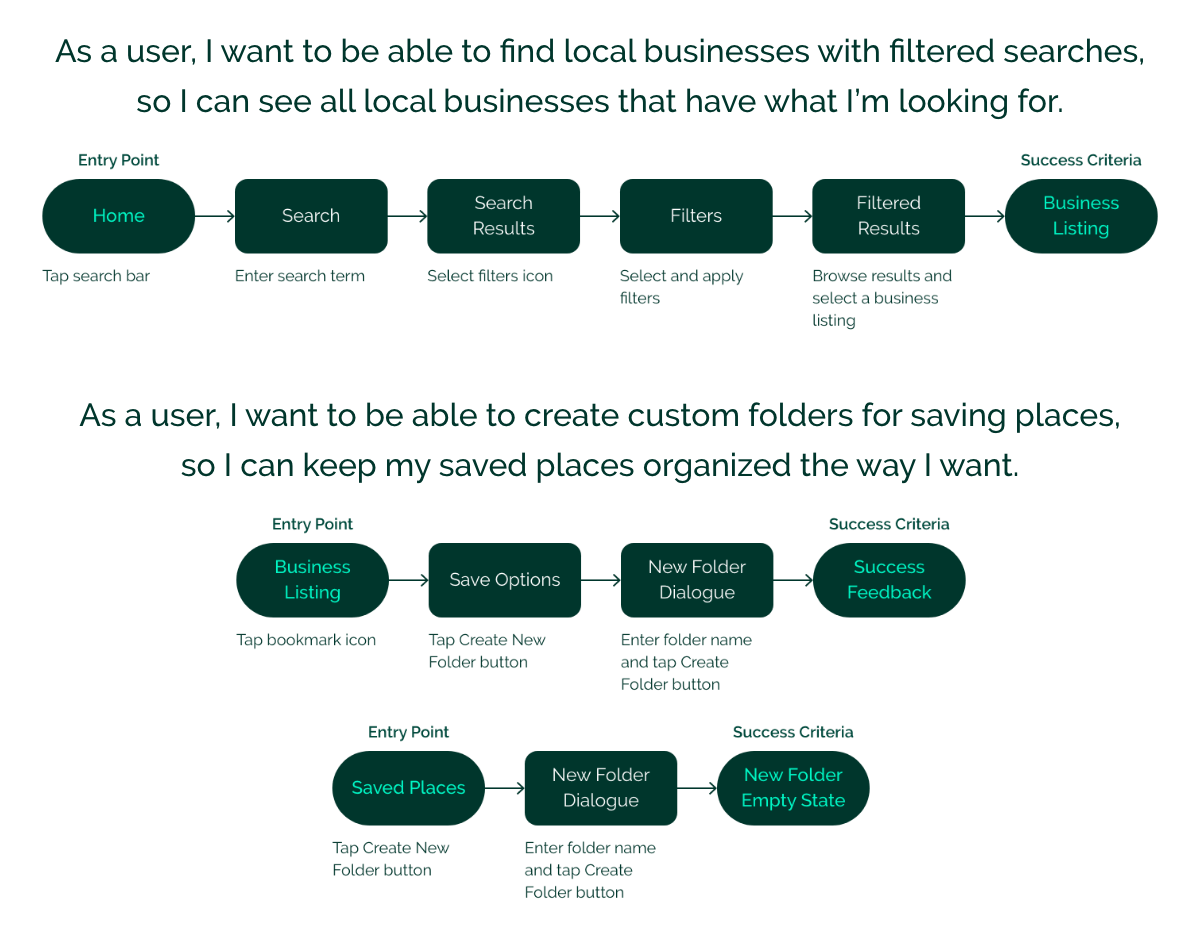 As a user, I want to be able to find local businesses with filtered searches,
so I can see all local businesses that have what I’m looking for.
Entry Point
Success Criteria
Home
Search
Search
Results
Filters
Filtered
Results
Business
Listing
Tap search bar
Enter search term
Select filters icon
Select and apply
filters
Browse results and
select a business
listing
As a user, I want to be able to create custom folders for saving places,
so I can keep my saved places organized the way I want.
Entry Point
Success Criteria
Business
Listing
Save Options
New Folder
Dialogue
Success
Feedback
Tap bookmark icon
Tap Create New
Folder button
Enter folder name
and tap Create
Folder button
Entry Point
Success Criteria
Saved Places
New Folder
Dialogue
New Folder
Empty State
Tap Create New
Folder button
Enter folder name
and tap Create
Folder button